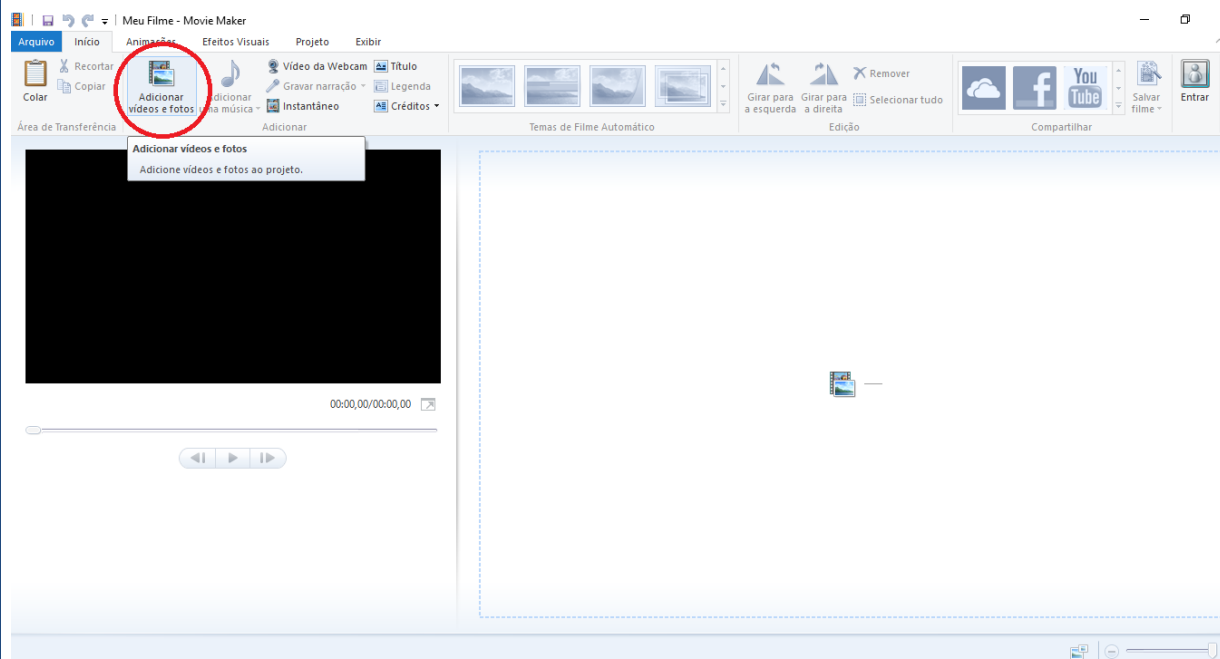 Meu Filme - Movie Maker
Arquivo Início Animações Efeitos Visuais Projeto Exibir
Colar
Recortar
Copiar
Área de Transferência
Adicionar
vídeos e fotos
Adicionar
uma música
Vídeo da Webcam
Gravar narração
Instantâneo
Título
Legenda
Créditos
Adicionar
Temas de Filme Automático
Girar para
a esquerda
Girar para
a direita
Remover
Selecionar tudo
Edição
You
Tube
Compartilhar
Salvar
filme
Entrar
Adicionar vídeos e fotos
Adicione vídeos e fotos ao projeto.
00:00,00/00:00,00